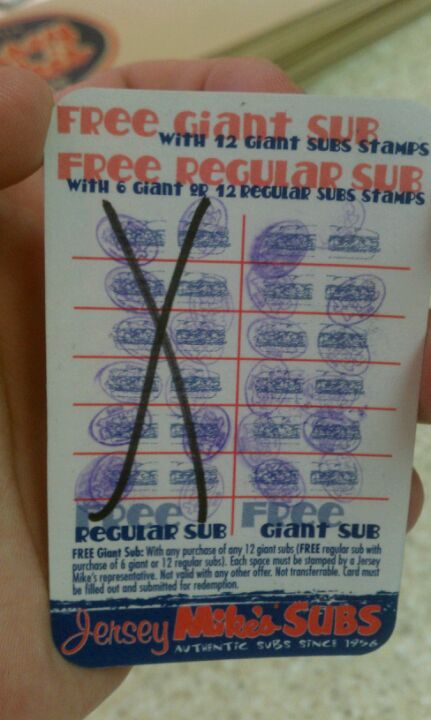 FREE GIANT SUB
WITH 12 GIANT SUBS STAMPS
FREE REGULAR SUB
WITH 6 GIANT OR 12 REGULAR SUBS STAMPS
FREE
REGULAR SUB
FREE
GIANT SUB
FREE Giant Sub: With any purchase of any 12 giant subs (FREE regular sub with
purchase of 6 giant or 12 regular subs). Each space must be stamped by a Jersey
Mike's representative. Not valid with any other offer. Not transferrable. Card must
be filled out and submitted for redemption.
Jersey Mike's SUBS
AUTHENTIC SUBS SINCE 1956